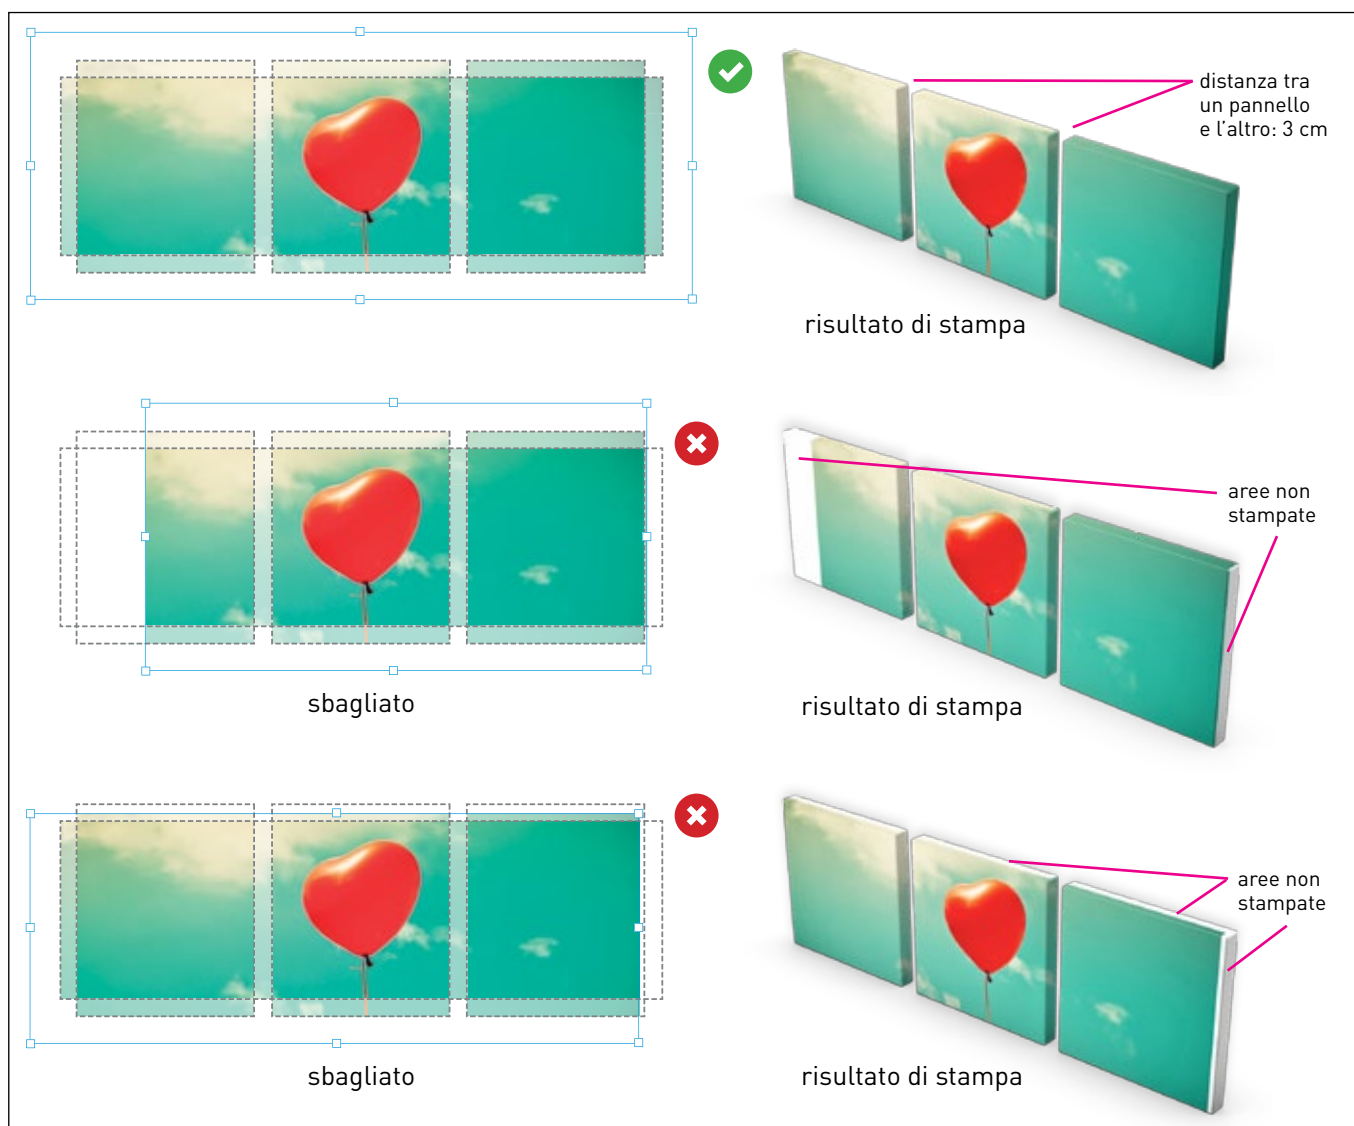 distanza tra
un pannello
e l'altro: 3 cm
risultato di stampa
aree non
stampate
sbagliato
risultato di stampa
aree non
stampate
sbagliato
risultato di stampa